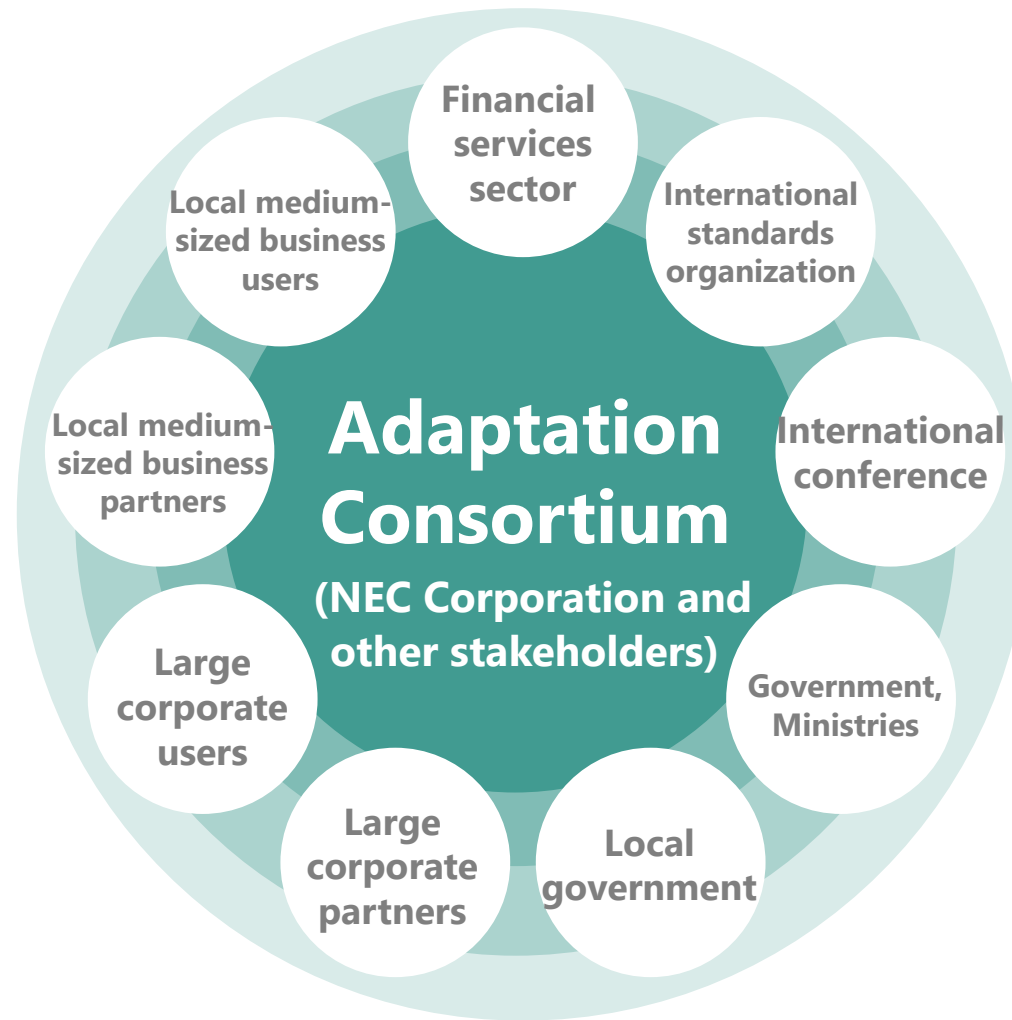 Financial
services
sector
International
standards
organization
International
conference
Government,
Ministries
Local
government
Large
corporate
partners
Large
corporate
users
Local medium-
sized business
partners
Local medium-
sized business
users
Adaptation
Consortium
(NEC Corporation and
other stakeholders)